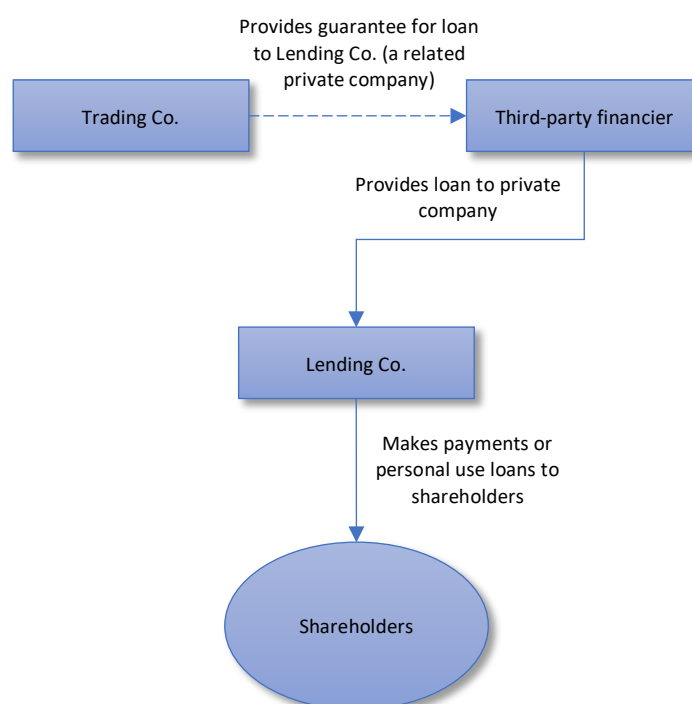 Provides guarantee for loan
to Lending Co. (a related
private company)
Trading Co.
Third-party financier
Provides loan to private
company
Lending Co.
Makes payments or
personal use loans to
shareholders
Shareholders